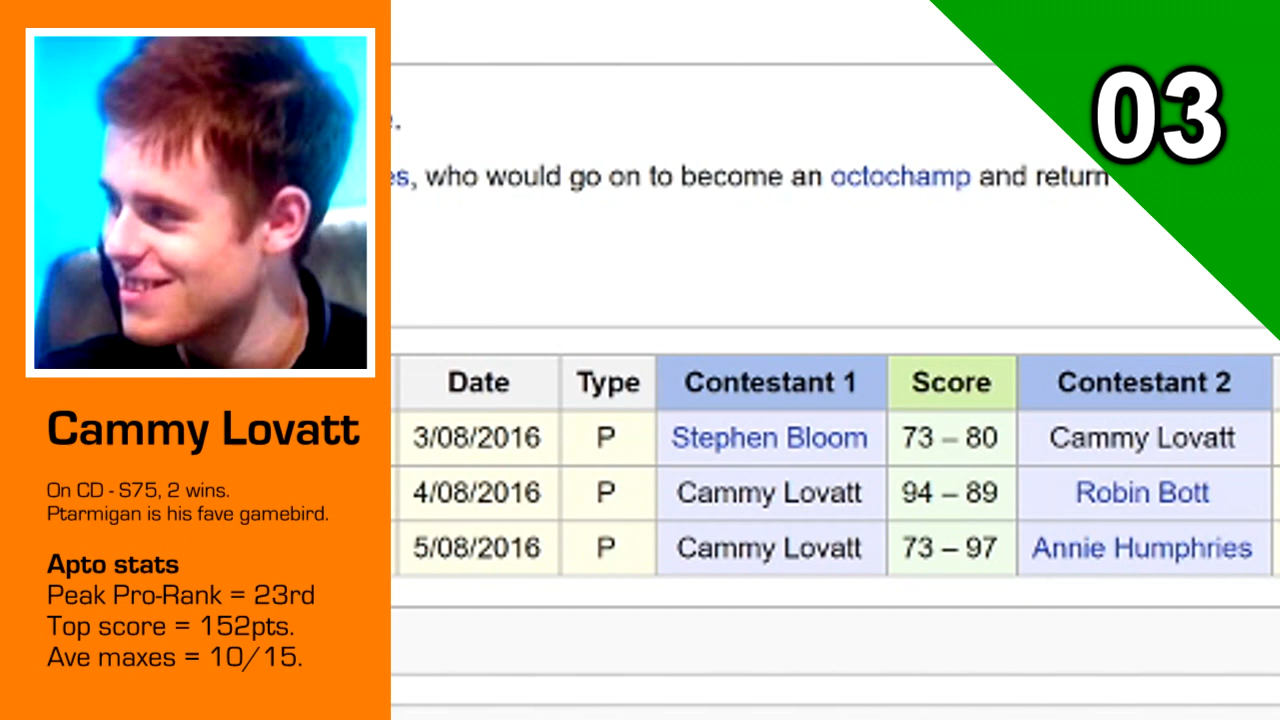 03
Cammy Lovatt
On CD - S75, 2 wins.
Ptarmigan is his fave gamebird.
Apto stats
Peak Pro-Rank = 23rd
Top score = 152pts.
Ave maxes = 10/15.
es, who would go on to become an octochamp and return
Date Type Contestant 1 Score Contestant 2
3/08/2016 P Stephen Bloom 73 – 80 Cammy Lovatt
4/08/2016 P Cammy Lovatt 94 – 89 Robin Bott
5/08/2016 P Cammy Lovatt 73 – 97 Annie Humphries